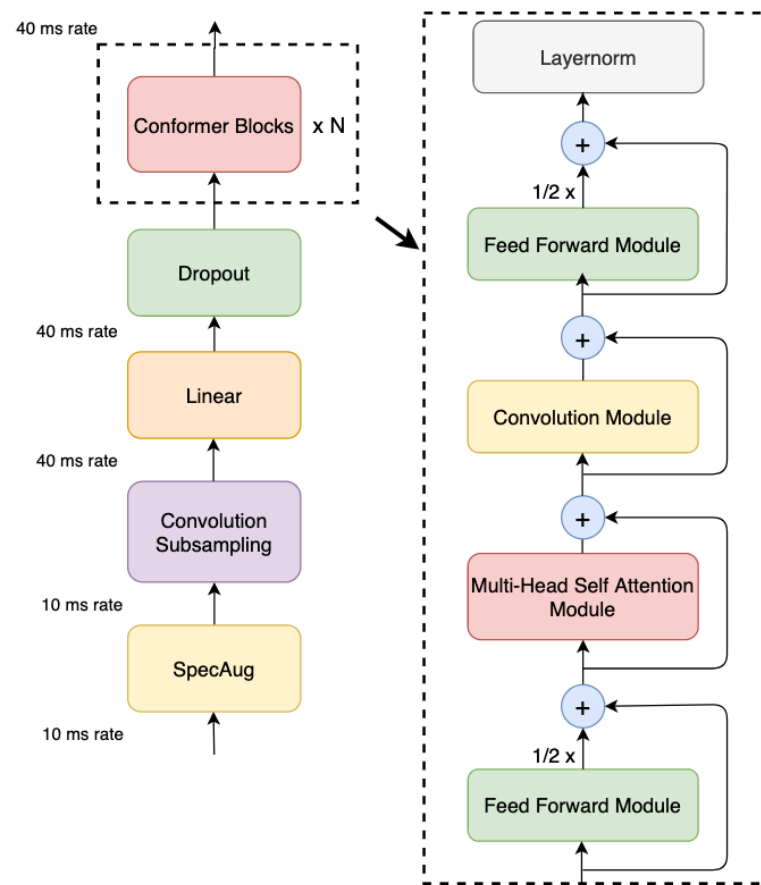 40 ms rate
Conformer Blocks
x N
Dropout
40 ms rate
Linear
40 ms rate
Convolution
Subsampling
10 ms rate
SpecAug
10 ms rate
Layernorm
+
1/2 x
Feed Forward Module
+
Convolution Module
+
Multi-Head Self Attention
Module
+
1/2 x
Feed Forward Module